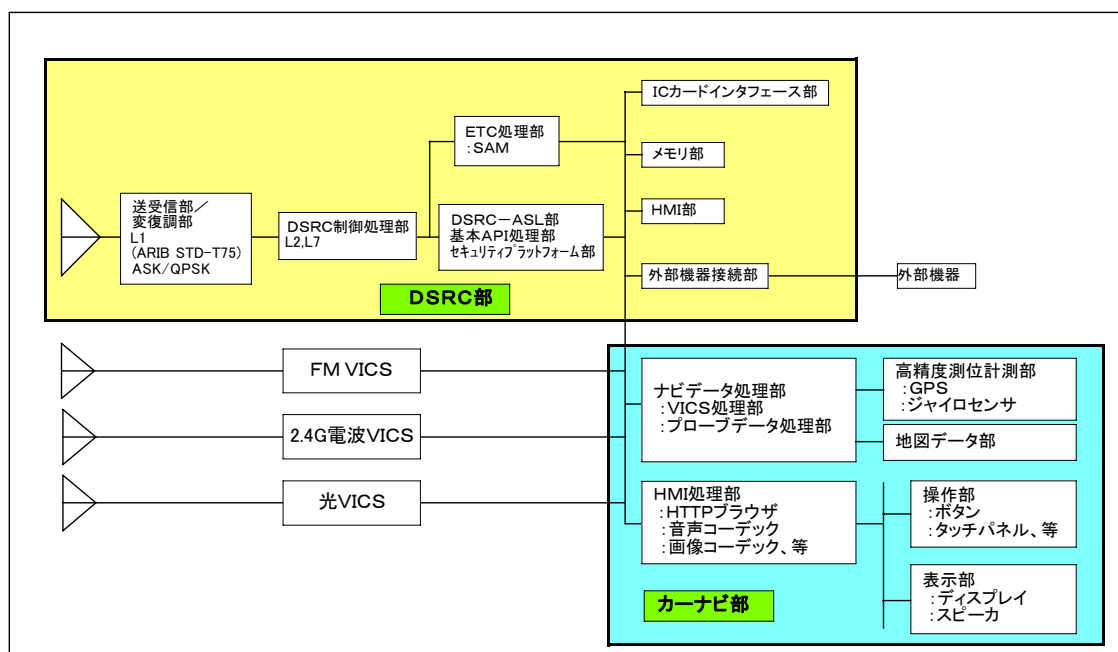 ICカードインタフェース部
ETC処理部
:SAM
メモリ部
送受信部／
変復調部
L1
(ARIB STD-T75)
ASK/QPSK
DSRC制御処理部
L2,L7
DSRC－ASL部
基本API処理部
セキュリティプラットフォーム部
HMI部
外部機器接続部
外部機器
DSRC部
FM VICS
2.4G電波VICS
光VICS
ナビデータ処理部
:VICS処理部
:プローブデータ処理部
高精度測位計測部
:GPS
:ジャイロセンサ
地図データ部
HMI処理部
:HTTPブラウザ
:音声コーデック
:画像コーデック、等
操作部
:ボタン
:タッチパネル、等
表示部
:ディスプレイ
:スピーカ
カーナビ部